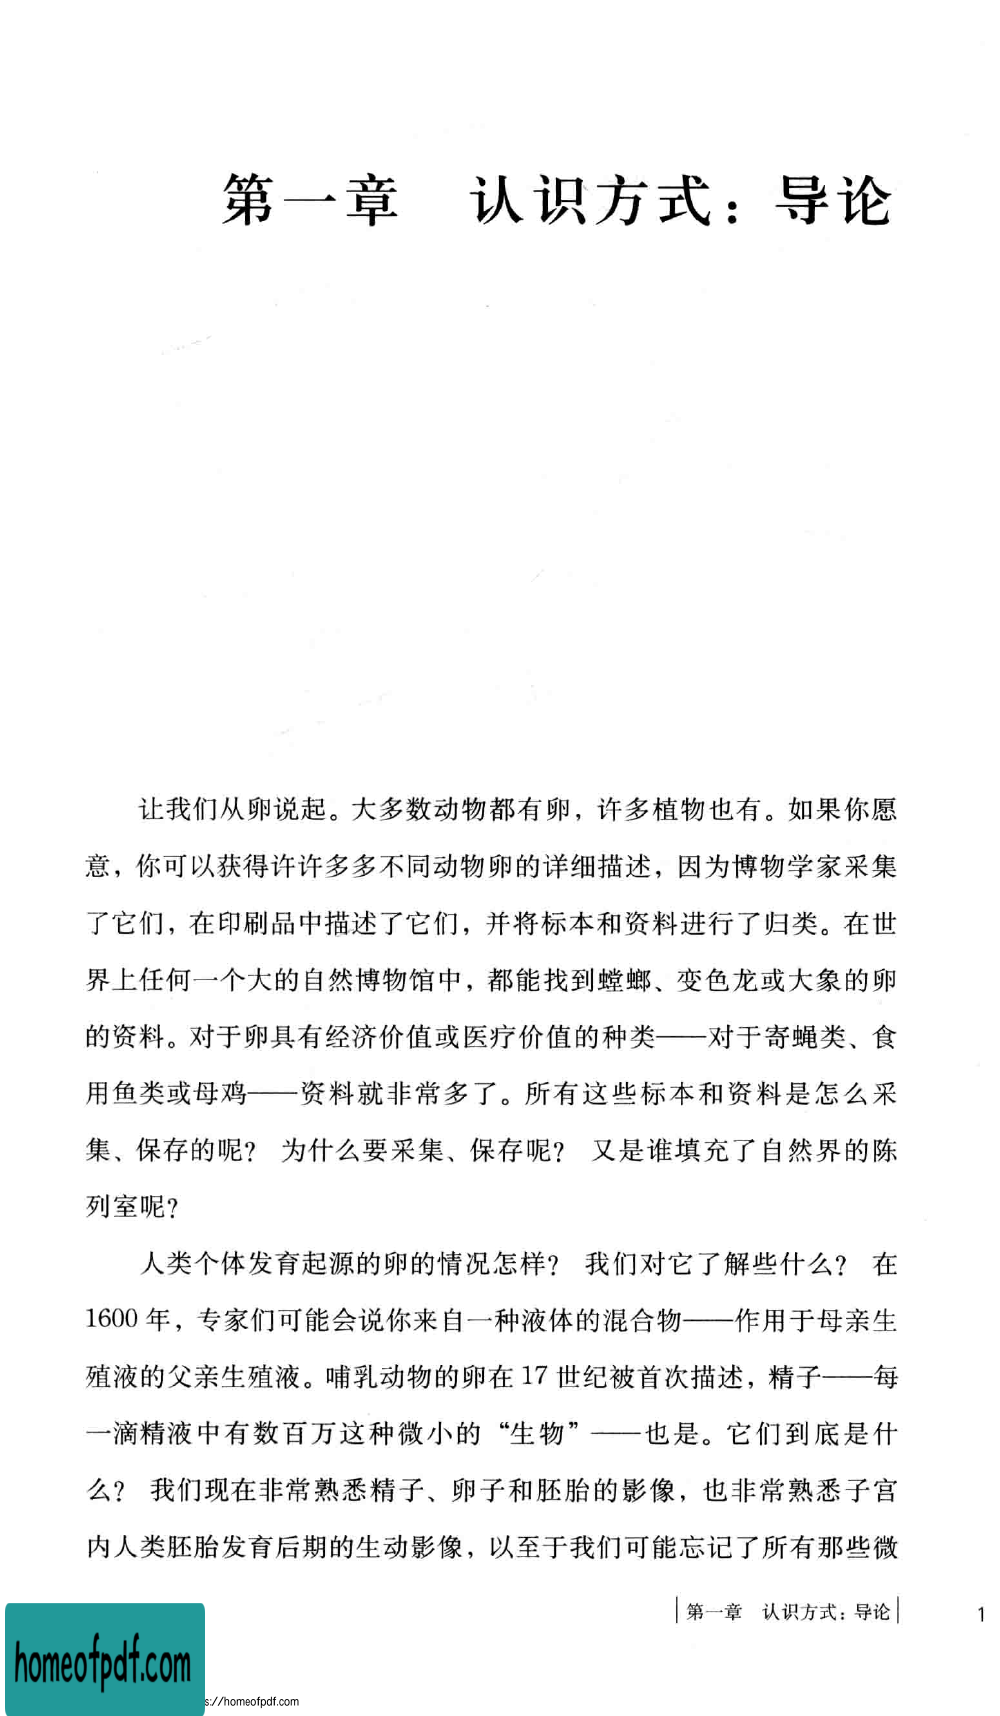 第一章 认识方式：导论
让我们从卵说起。大多数动物都有卵，许多植物也有。如果你愿
意，你可以获得许许多多不同动物卵的详细描述，因为博物学家采集
了它们，在印刷品中描述了它们，并将标本和资料进行了归类。在世
界上任何一个大的自然博物馆中，都能找到螳螂、变色龙或大象的卵
的资料。对于卵具有经济价值或医疗价值的种类——对于寄蝇类、食
用鱼类或母鸡——资料就非常多了。所有这些标本和资料是怎么采
集、保存的呢？ 为什么要采集、保存呢？ 又是谁填充了自然界的陈
列室呢？
人类个体发育起源的卵的情况怎样？ 我们对它了解些什么？ 在
1600 年，专家们可能会说你来自一种液体的混合物——作用于母亲生
殖液的父亲生殖液。哺乳动物的卵在 17 世纪被首次描述，精子——每
一滴精液中有数百万这种微小的“生物”——也是。它们到底是什
么？ 我们现在非常熟悉精子、卵子和胚胎的影像，也非常熟悉子宫
内人类胚胎发育后期的生动影像，以至于我们可能忘记了所有那些微
第一章 认识方式：导论 1
homeofpdf.com
s://homeofpdf.com